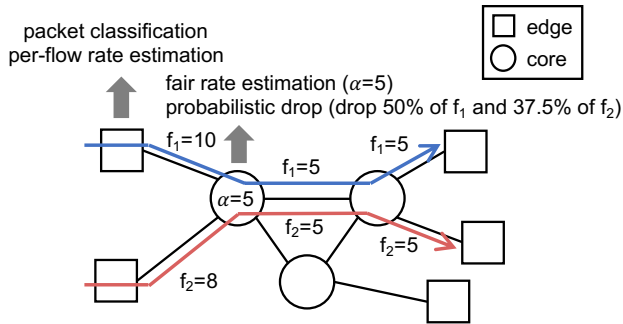 packet classification
per-flow rate estimation
edge
core
fair rate estimation (α=5)
probabilistic drop (drop 50% of f₁ and 37.5% of f₂)
f₁=10
f₁=5
f₁=5
α=5
f₂=5
f₂=5
f₂=8